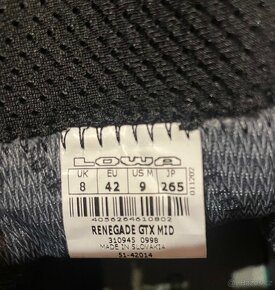 LOWA
UK EU US M JP
8 42 9 265
011202
4056264610802
RENEGADE GTX MID
310945 0998
MADE IN SLOVAKIA
51-42014